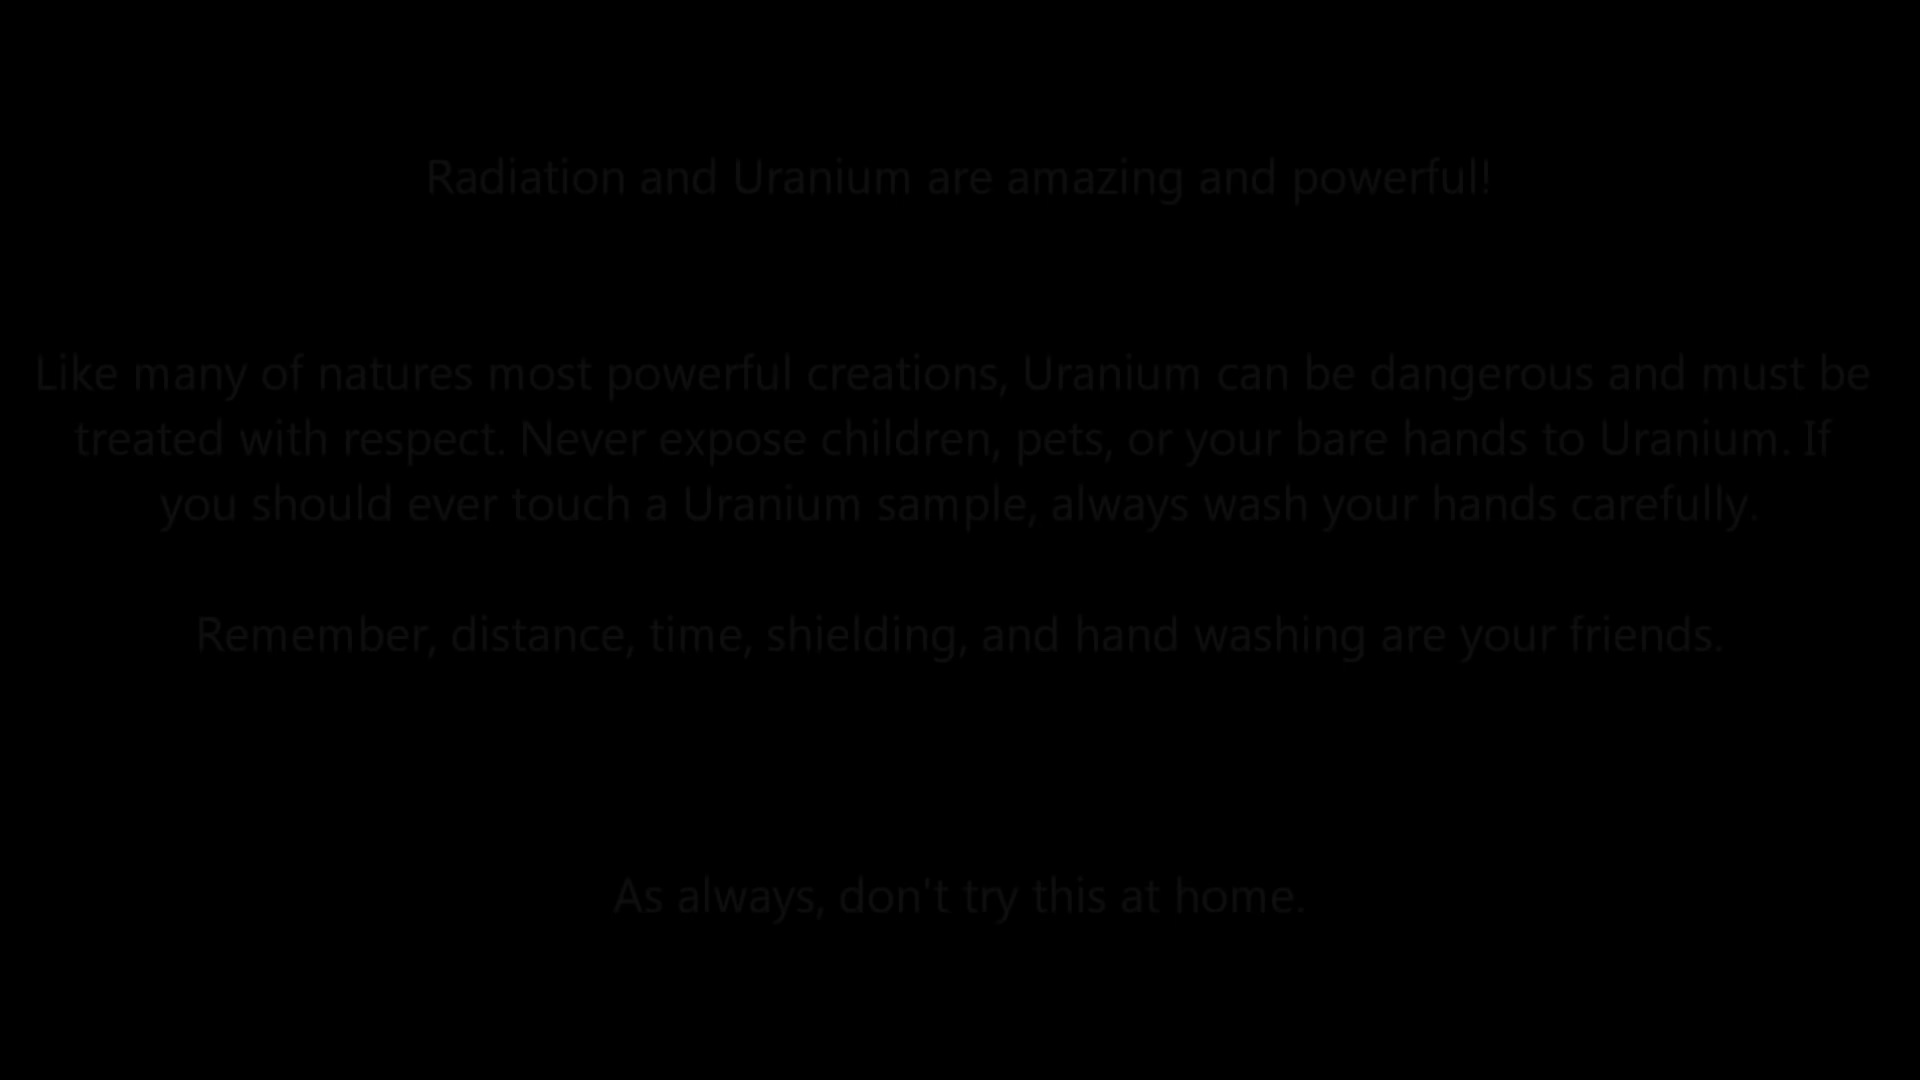 Radiation and Uranium are amazing and powerful!
Like many of natures most powerful creations, Uranium can be dangerous and must be
treated with respect. Never expose children, pets, or your bare hands to Uranium. If
you should ever touch a Uranium sample, always wash your hands carefully.
Remember, distance, time, shielding, and hand washing are your friends.
As always, don't try this at home.